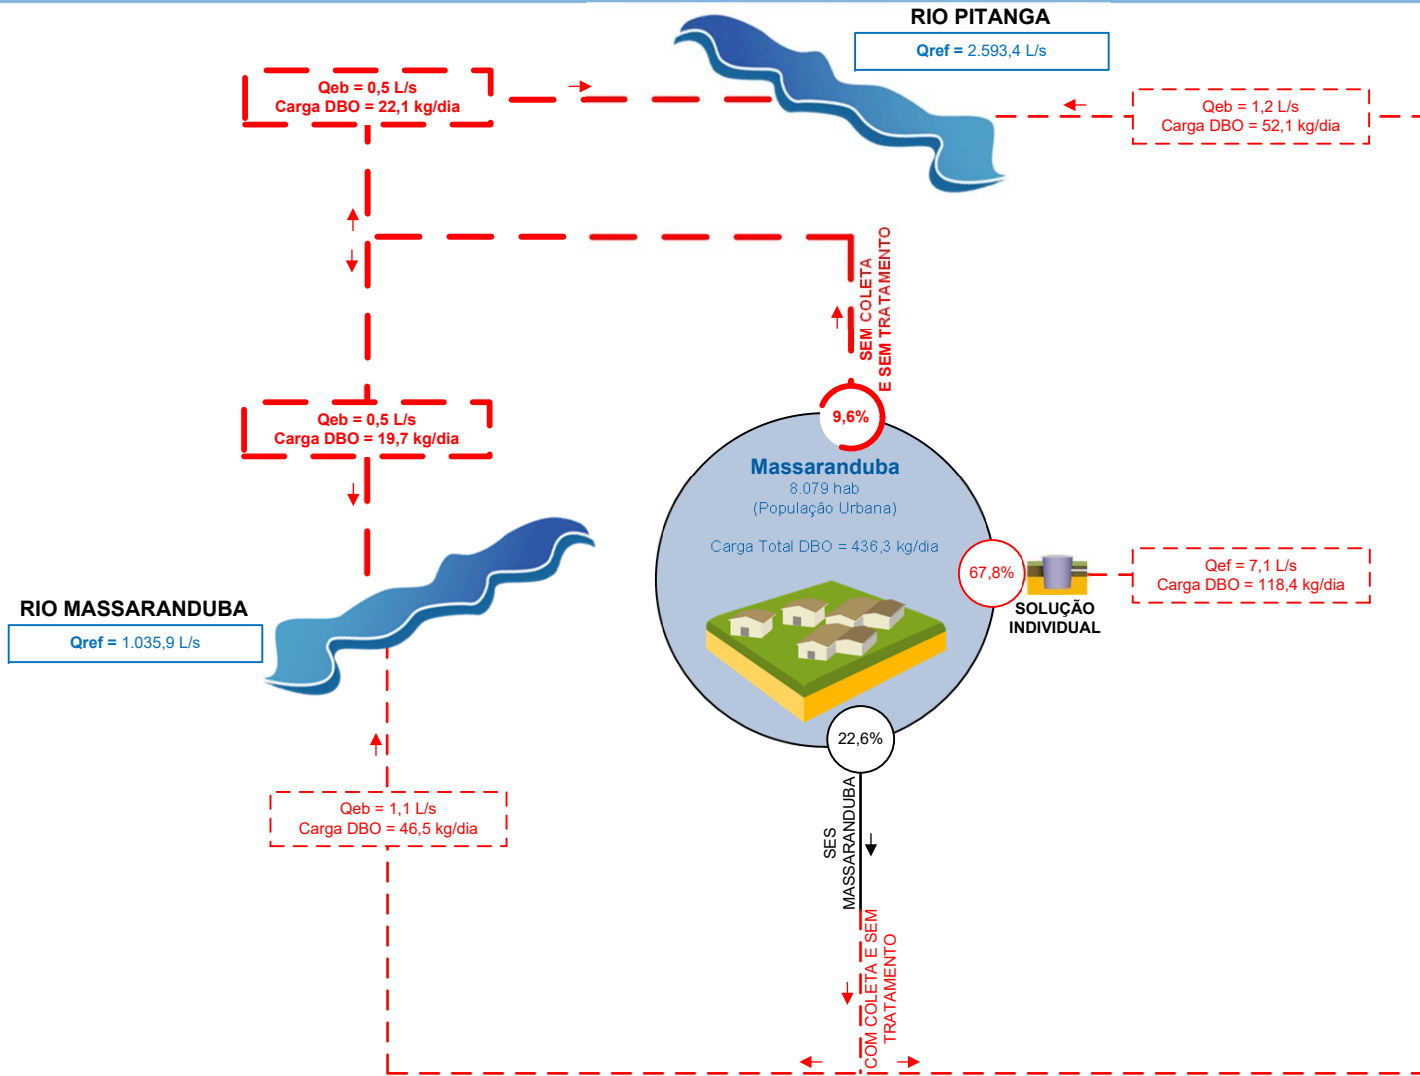 RIO PITANGA
Qref = 2.593,4 L/s
Qeb = 0,5 L/s
Carga DBO = 22,1 kg/dia
Qeb = 1,2 L/s
Carga DBO = 52,1 kg/dia
SEM COLETA
E SEM TRATAMENTO
Qeb = 0,5 L/s
Carga DBO = 19,7 kg/dia
9,6%
Massaranduba
8.079 hab
(População Urbana)
Carga Total DBO = 436,3 kg/dia
67,8%
SOLUÇÃO
INDIVIDUAL
Qef = 7,1 L/s
Carga DBO = 118,4 kg/dia
RIO MASSARANDUBA
Qref = 1.035,9 L/s
22,6%
SES
MASSARANDUBA
Qeb = 1,1 L/s
Carga DBO = 46,5 kg/dia
COM COLETA E SEM
TRATAMENTO